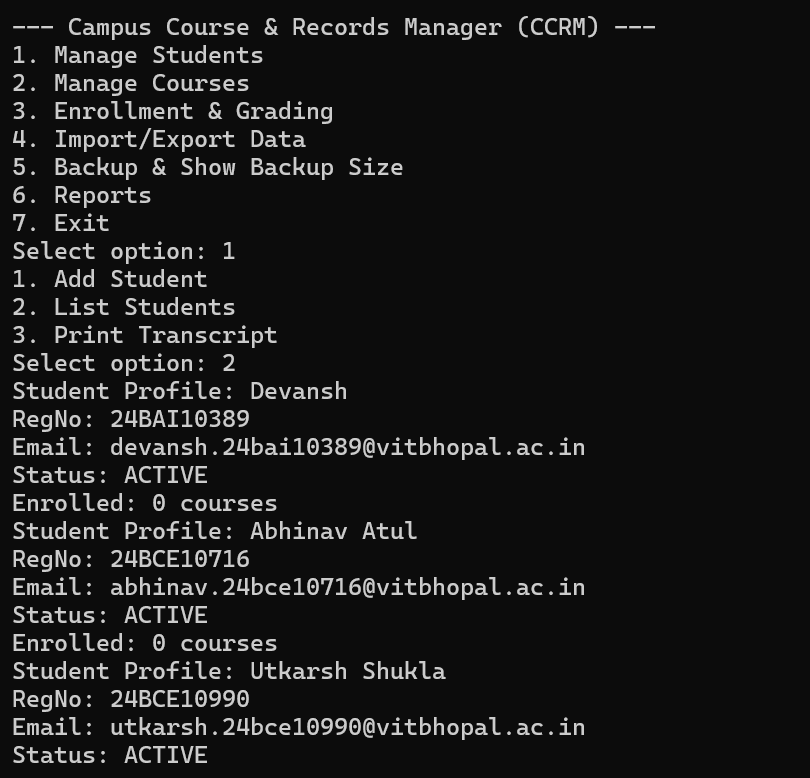 --- Campus Course & Records Manager (CCRM) ---
1. Manage Students
2. Manage Courses
3. Enrollment & Grading
4. Import/Export Data
5. Backup & Show Backup Size
6. Reports
7. Exit
Select option: 1
1. Add Student
2. List Students
3. Print Transcript
Select option: 2
Student Profile: Devansh
RegNo: 24BAI10389
Email: devansh.24bai10389@vitbhopal.ac.in
Status: ACTIVE
Enrolled: 0 courses
Student Profile: Abhinav Atul
RegNo: 24BCE10716
Email: abhinav.24bce10716@vitbhopal.ac.in
Status: ACTIVE
Enrolled: 0 courses
Student Profile: Utkarsh Shukla
RegNo: 24BCE10990
Email: utkarsh.24bce10990@vitbhopal.ac.in
Status: ACTIVE